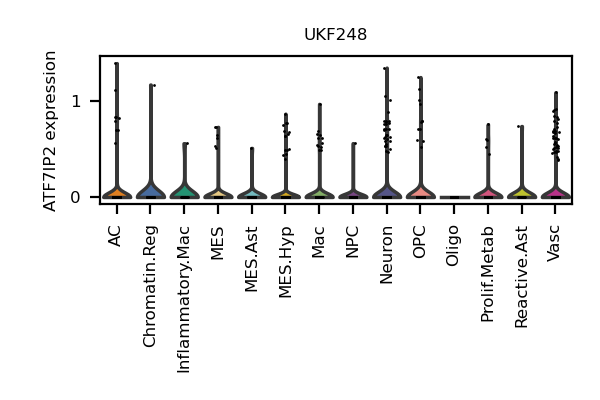 UKF248
ATF7IP2 expression
1
0
AC
Chromatin.Reg
Inflammatory.Mac
MES
MES.Ast
MES.Hyp
Mac
NPC
Neuron
OPC
Oligo
Prolif.Metab
Reactive.Ast
Vasc